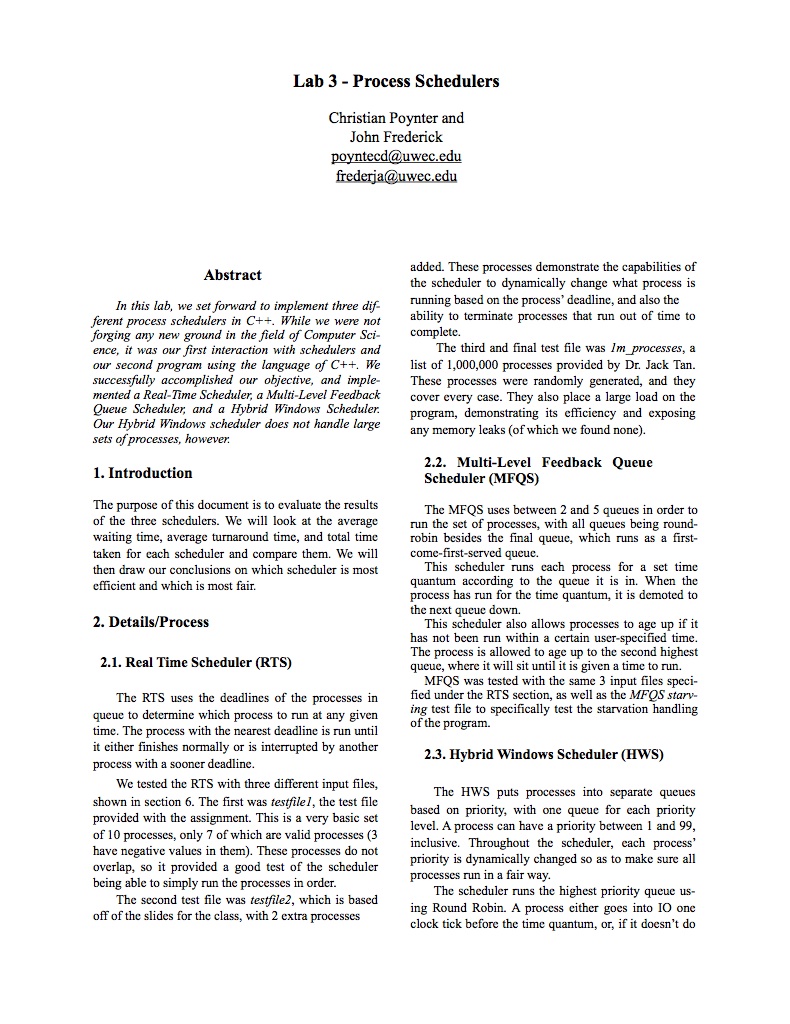 Lab 3 - Process Schedulers
Christian Poynter and
John Frederick
poyntecd@uwec.edu
frederja@uwec.edu
Abstract
In this lab, we set forward to implement three dif-
ferent process schedulers in C++. While we were not
forging any new ground in the field of Computer Sci-
ence, it was our first interaction with schedulers and
our second program using the language of C++. We
successfully accomplished our objective, and imple-
mented a Real-Time Scheduler, a Multi-Level Feedback
Queue Scheduler, and a Hybrid Windows Scheduler.
Our Hybrid Windows scheduler does not handle large
sets of processes, however.
1. Introduction
The purpose of this document is to evaluate the results
of the three schedulers. We will look at the average
waiting time, average turnaround time, and total time
taken for each scheduler and compare them. We will
then draw our conclusions on which scheduler is most
efficient and which is most fair.
2. Details/Process
2.1. Real Time Scheduler (RTS)
The RTS uses the deadlines of the processes in
queue to determine which process to run at any given
time. The process with the nearest deadline is run until
it either finishes normally or is interrupted by another
process with a sooner deadline.
We tested the RTS with three different input files,
shown in section 6. The first was testfile1, the test file
provided with the assignment. This is a very basic set
of 10 processes, only 7 of which are valid processes (3
have negative values in them). These processes do not
overlap, so it provided a good test of the scheduler
being able to simply run the processes in order.
The second test file was testfile2, which is based
off of the slides for the class, with 2 extra processes
added. These processes demonstrate the capabilities of
the scheduler to dynamically change what process is
running based on the process’ deadline, and also the
ability to terminate processes that run out of time to
complete.
The third and final test file was 1m_processes, a
list of 1,000,000 processes provided by Dr. Jack Tan.
These processes were randomly generated, and they
cover every case. They also place a large load on the
program, demonstrating its efficiency and exposing
any memory leaks (of which we found none).
2.2. Multi-Level Feedback Queue
Scheduler (MFQS)
The MFQS uses between 2 and 5 queues in order to
run the set of processes, with all queues being round-
robin besides the final queue, which runs as a first-
come-first-served queue.
This scheduler runs each process for a set time
quantum according to the queue it is in. When the
process has run for the time quantum, it is demoted to
the next queue down.
This scheduler also allows processes to age up if it
has not been run within a certain user-specified time.
The process is allowed to age up to the second highest
queue, where it will sit until it is given a time to run.
MFQS was tested with the same 3 input files speci-
fied under the RTS section, as well as the MFQS starv-
ing test file to specifically test the starvation handling
of the program.
2.3. Hybrid Windows Scheduler (HWS)
The HWS puts processes into separate queues
based on priority, with one queue for each priority
level. A process can have a priority between 1 and 99,
inclusive. Throughout the scheduler, each process’
priority is dynamically changed so as to make sure all
processes run in a fair way.
The scheduler runs the highest priority queue us-
ing Round Robin. A process either goes into IO one
clock tick before the time quantum, or, if it doesn’t do